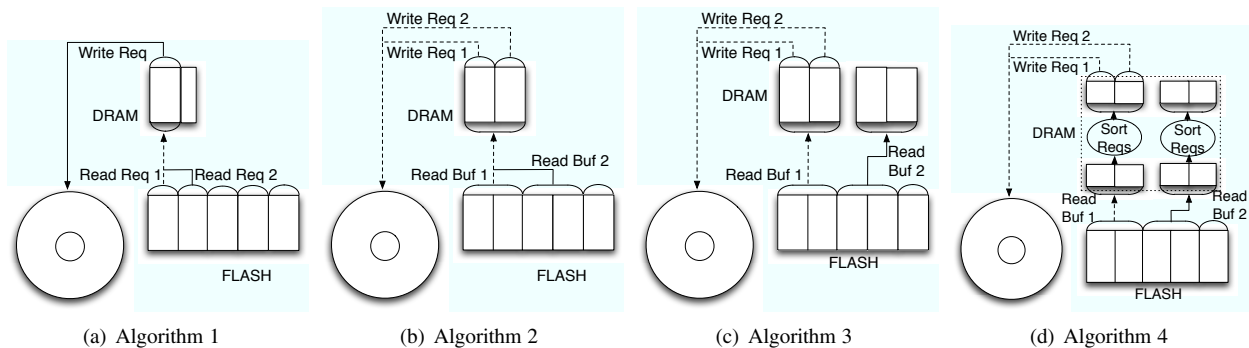 Write Req
DRAM
Read Req 1
Read Req 2
FLASH
(a) Algorithm 1
Write Req 2
Write Req 1
DRAM
Read Buf 2
Read Buf 1
FLASH
(b) Algorithm 2
Write Req 2
Write Req 1
DRAM
Read
Buf 2
Read Buf 1
FLASH
(c) Algorithm 3
Write Req 2
Write Req 1
DRAM
Sort
Reqs
Sort
Reqs
Read
Buf 1
Read
Buf 2
FLASH
(d) Algorithm 4